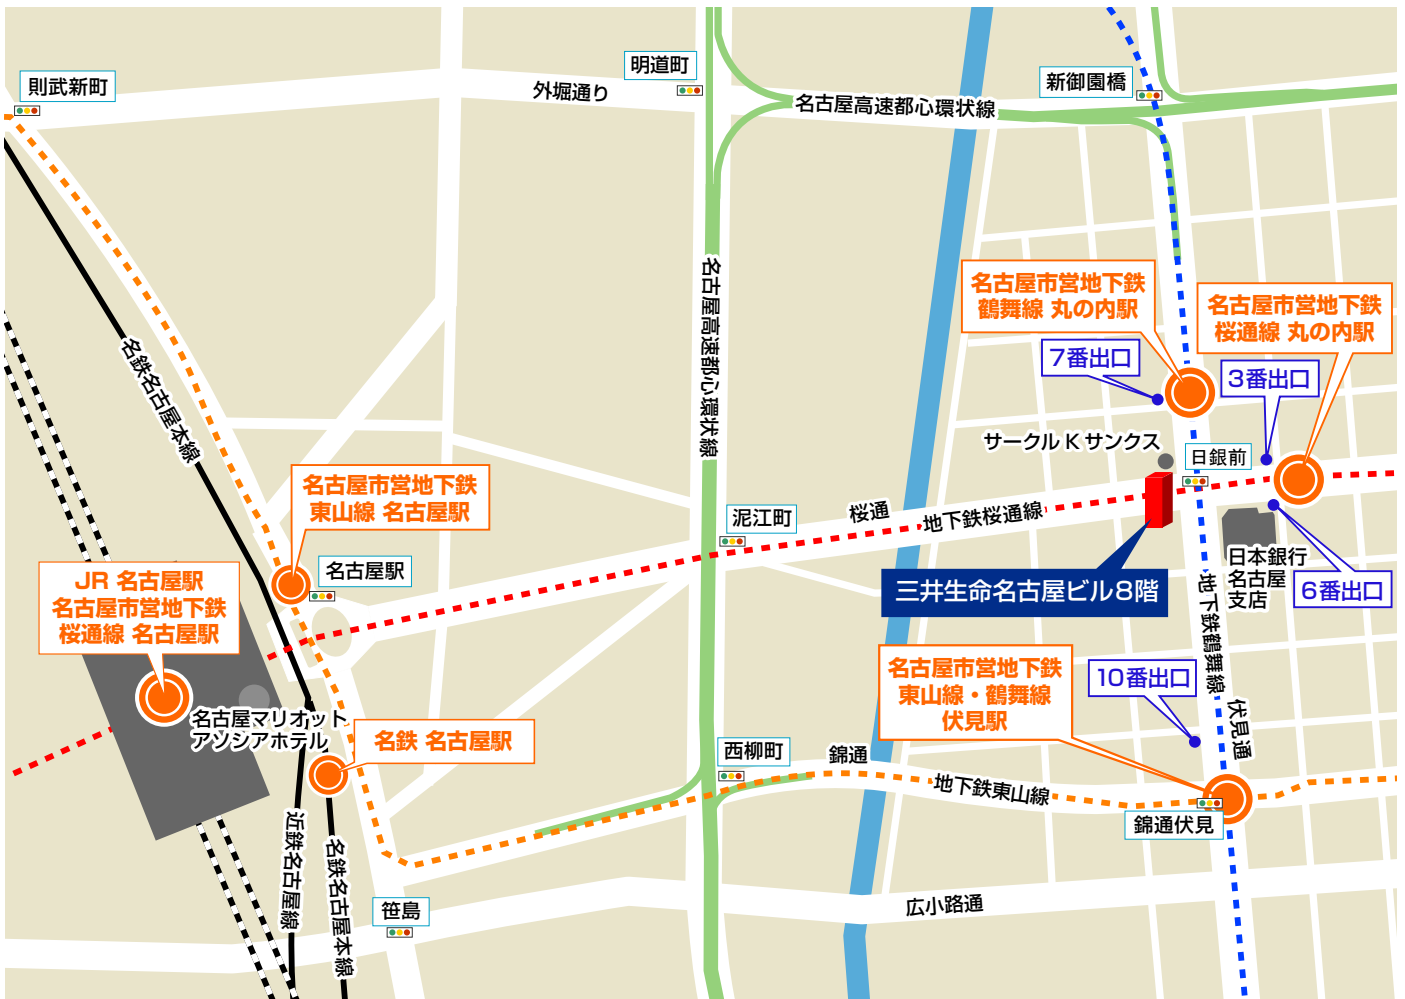 則武新町
外堀通り
明道町
名古屋高速都心環状線
新御園橋
名古屋高速都心環状線
名古屋市営地下鉄
鶴舞線 丸の内駅
名古屋市営地下鉄
桜通線 丸の内駅
7番出口
3番出口
名鉄名古屋本線
サークルKサンクス
日銀前
名古屋市営地下鉄
東山線 名古屋駅
泥江町
桜通
地下鉄桜通線
名古屋駅
JR 名古屋駅
名古屋市営地下鉄
桜通線 名古屋駅
三井生命名古屋ビル8階
日本銀行
名古屋
支店
6番出口
地下鉄鶴舞線
名古屋市営地下鉄
東山線・鶴舞線
伏見駅
10番出口
伏見通
名古屋マリオット
アソシアホテル
名鉄 名古屋駅
西柳町
錦通
地下鉄東山線
錦通伏見
近鉄名古屋線
名鉄名古屋本線
笹島
広小路通